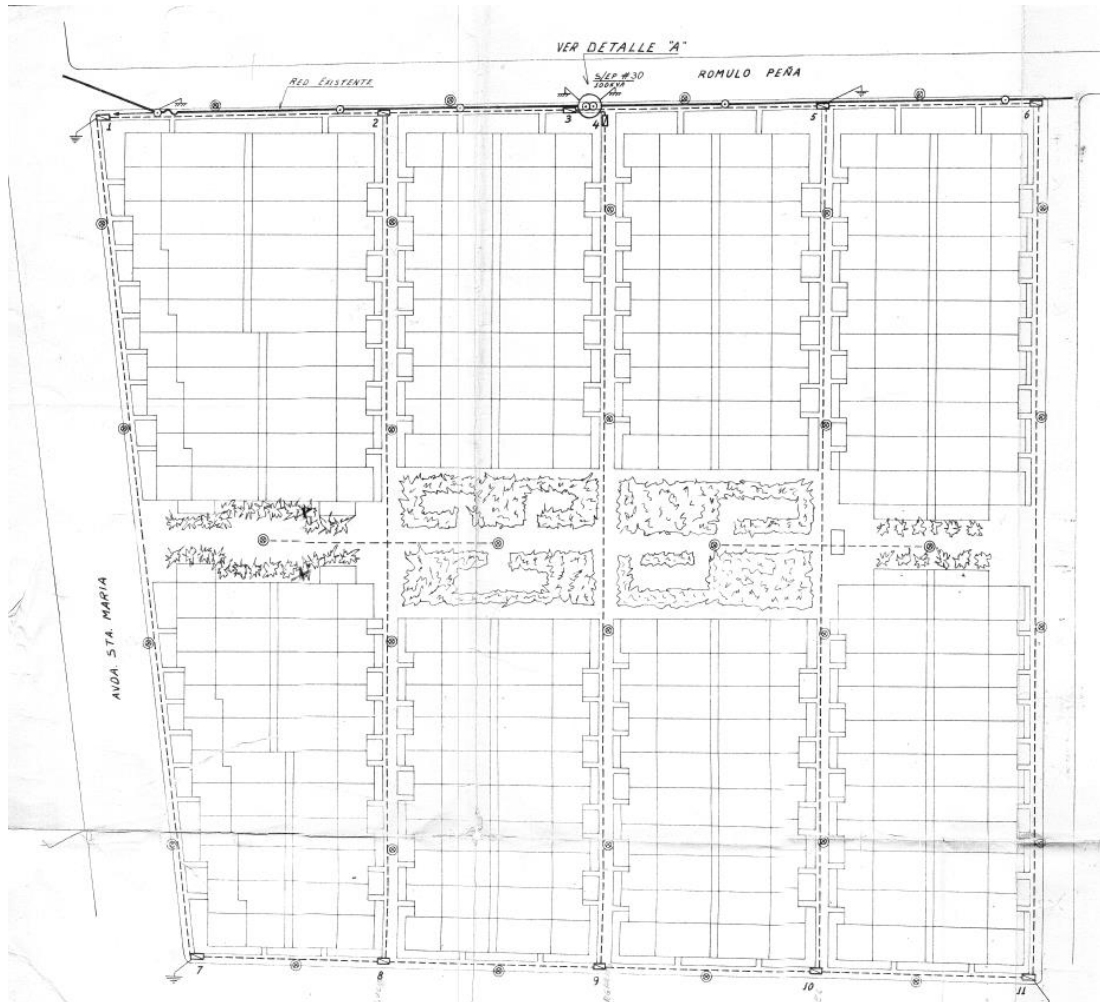 VER DETALLE "A"
S/EP #30
100KVA
ROMULO PEÑA
RED EXISTENTE
1
2
3
4
5
6
AVDA. STA. MARIA
7
8
9
10
11